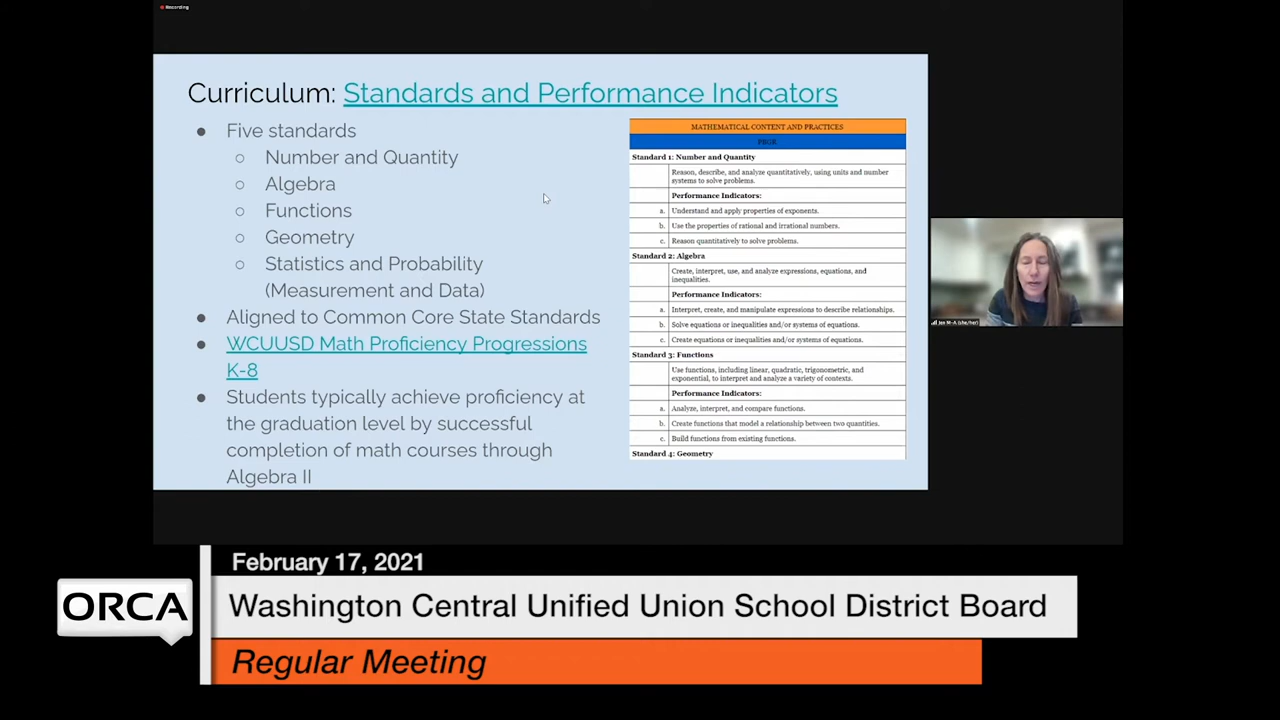 Recording
Curriculum: Standards and Performance Indicators
● Five standards
○ Number and Quantity
○ Algebra
○ Functions
○ Geometry
○ Statistics and Probability
(Measurement and Data)
● Aligned to Common Core State Standards
● WCUUSD Math Proficiency Progressions
K-8
● Students typically achieve proficiency at
the graduation level by successful
completion of math courses through
Algebra II
MATHEMATICAL CONTENT AND PRACTICES
PBGR
Standard 1: Number and Quantity
Reason, describe, and analyze quantitatively, using units and number
systems to solve problems.
Performance Indicators:
a. Understand and apply properties of exponents.
b. Use the properties of rational and irrational numbers.
c. Reason quantitatively to solve problems.
Standard 2: Algebra
Create, interpret, use, and analyze expressions, equations, and
inequalities.
Performance Indicators:
a. Interpret, create, and manipulate expressions to describe relationships.
b. Solve equations or inequalities and/or systems of equations.
c. Create equations or inequalities and/or systems of equations.
Standard 3: Functions
Use functions, including linear, quadratic, trigonometric, and
exponential, to interpret and analyze a variety of contexts.
Performance Indicators:
a. Analyze, interpret, and compare functions.
b. Create functions that model a relationship between two quantities.
c. Build functions from existing functions.
Standard 4: Geometry
Jen M-A (she/her)
February 17, 2021
ORCA
Washington Central Unified Union School District Board
Regular Meeting